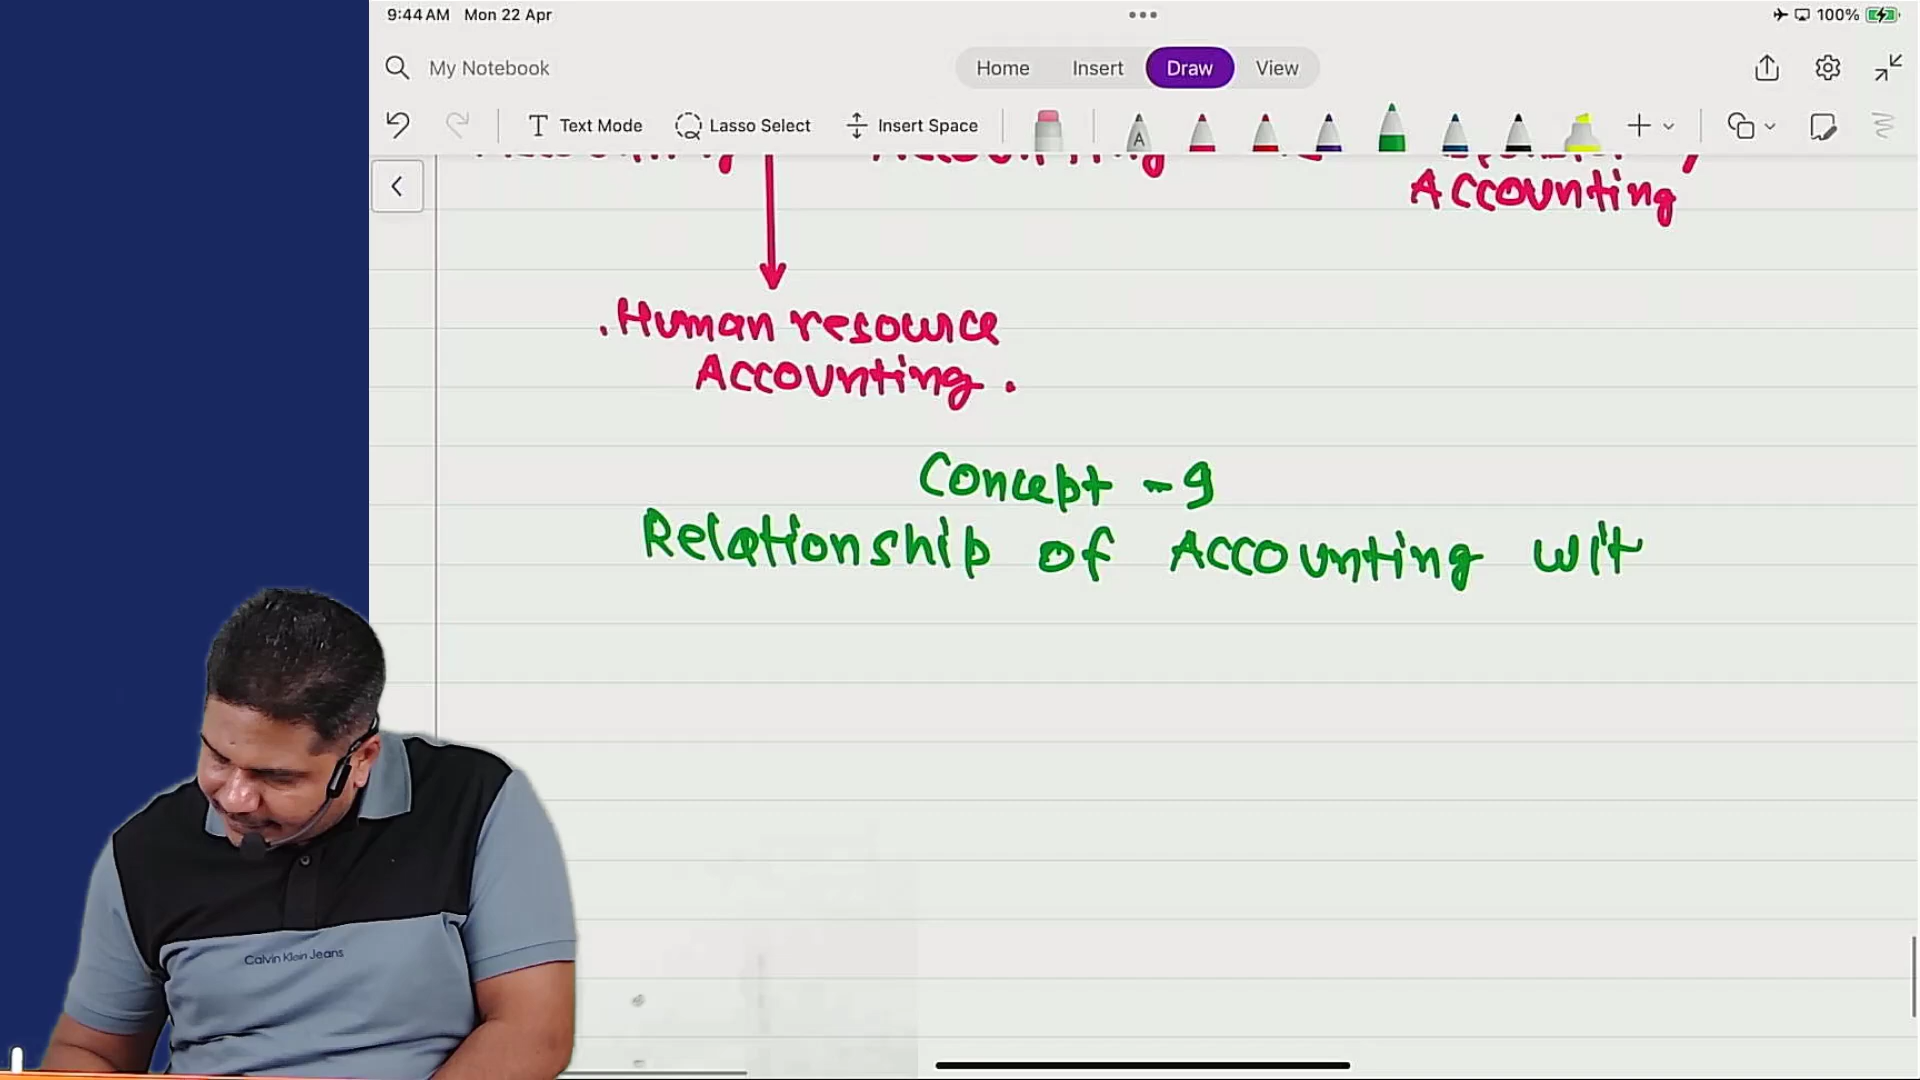 9:44 AM Mon 22 Apr
100%
My Notebook
Home Insert Draw View
Text Mode Lasso Select Insert Space
A
Accounting
Human resource
Accounting.
Concept - 9
Relationship of Accounting wit
Calvin Klein Jeans